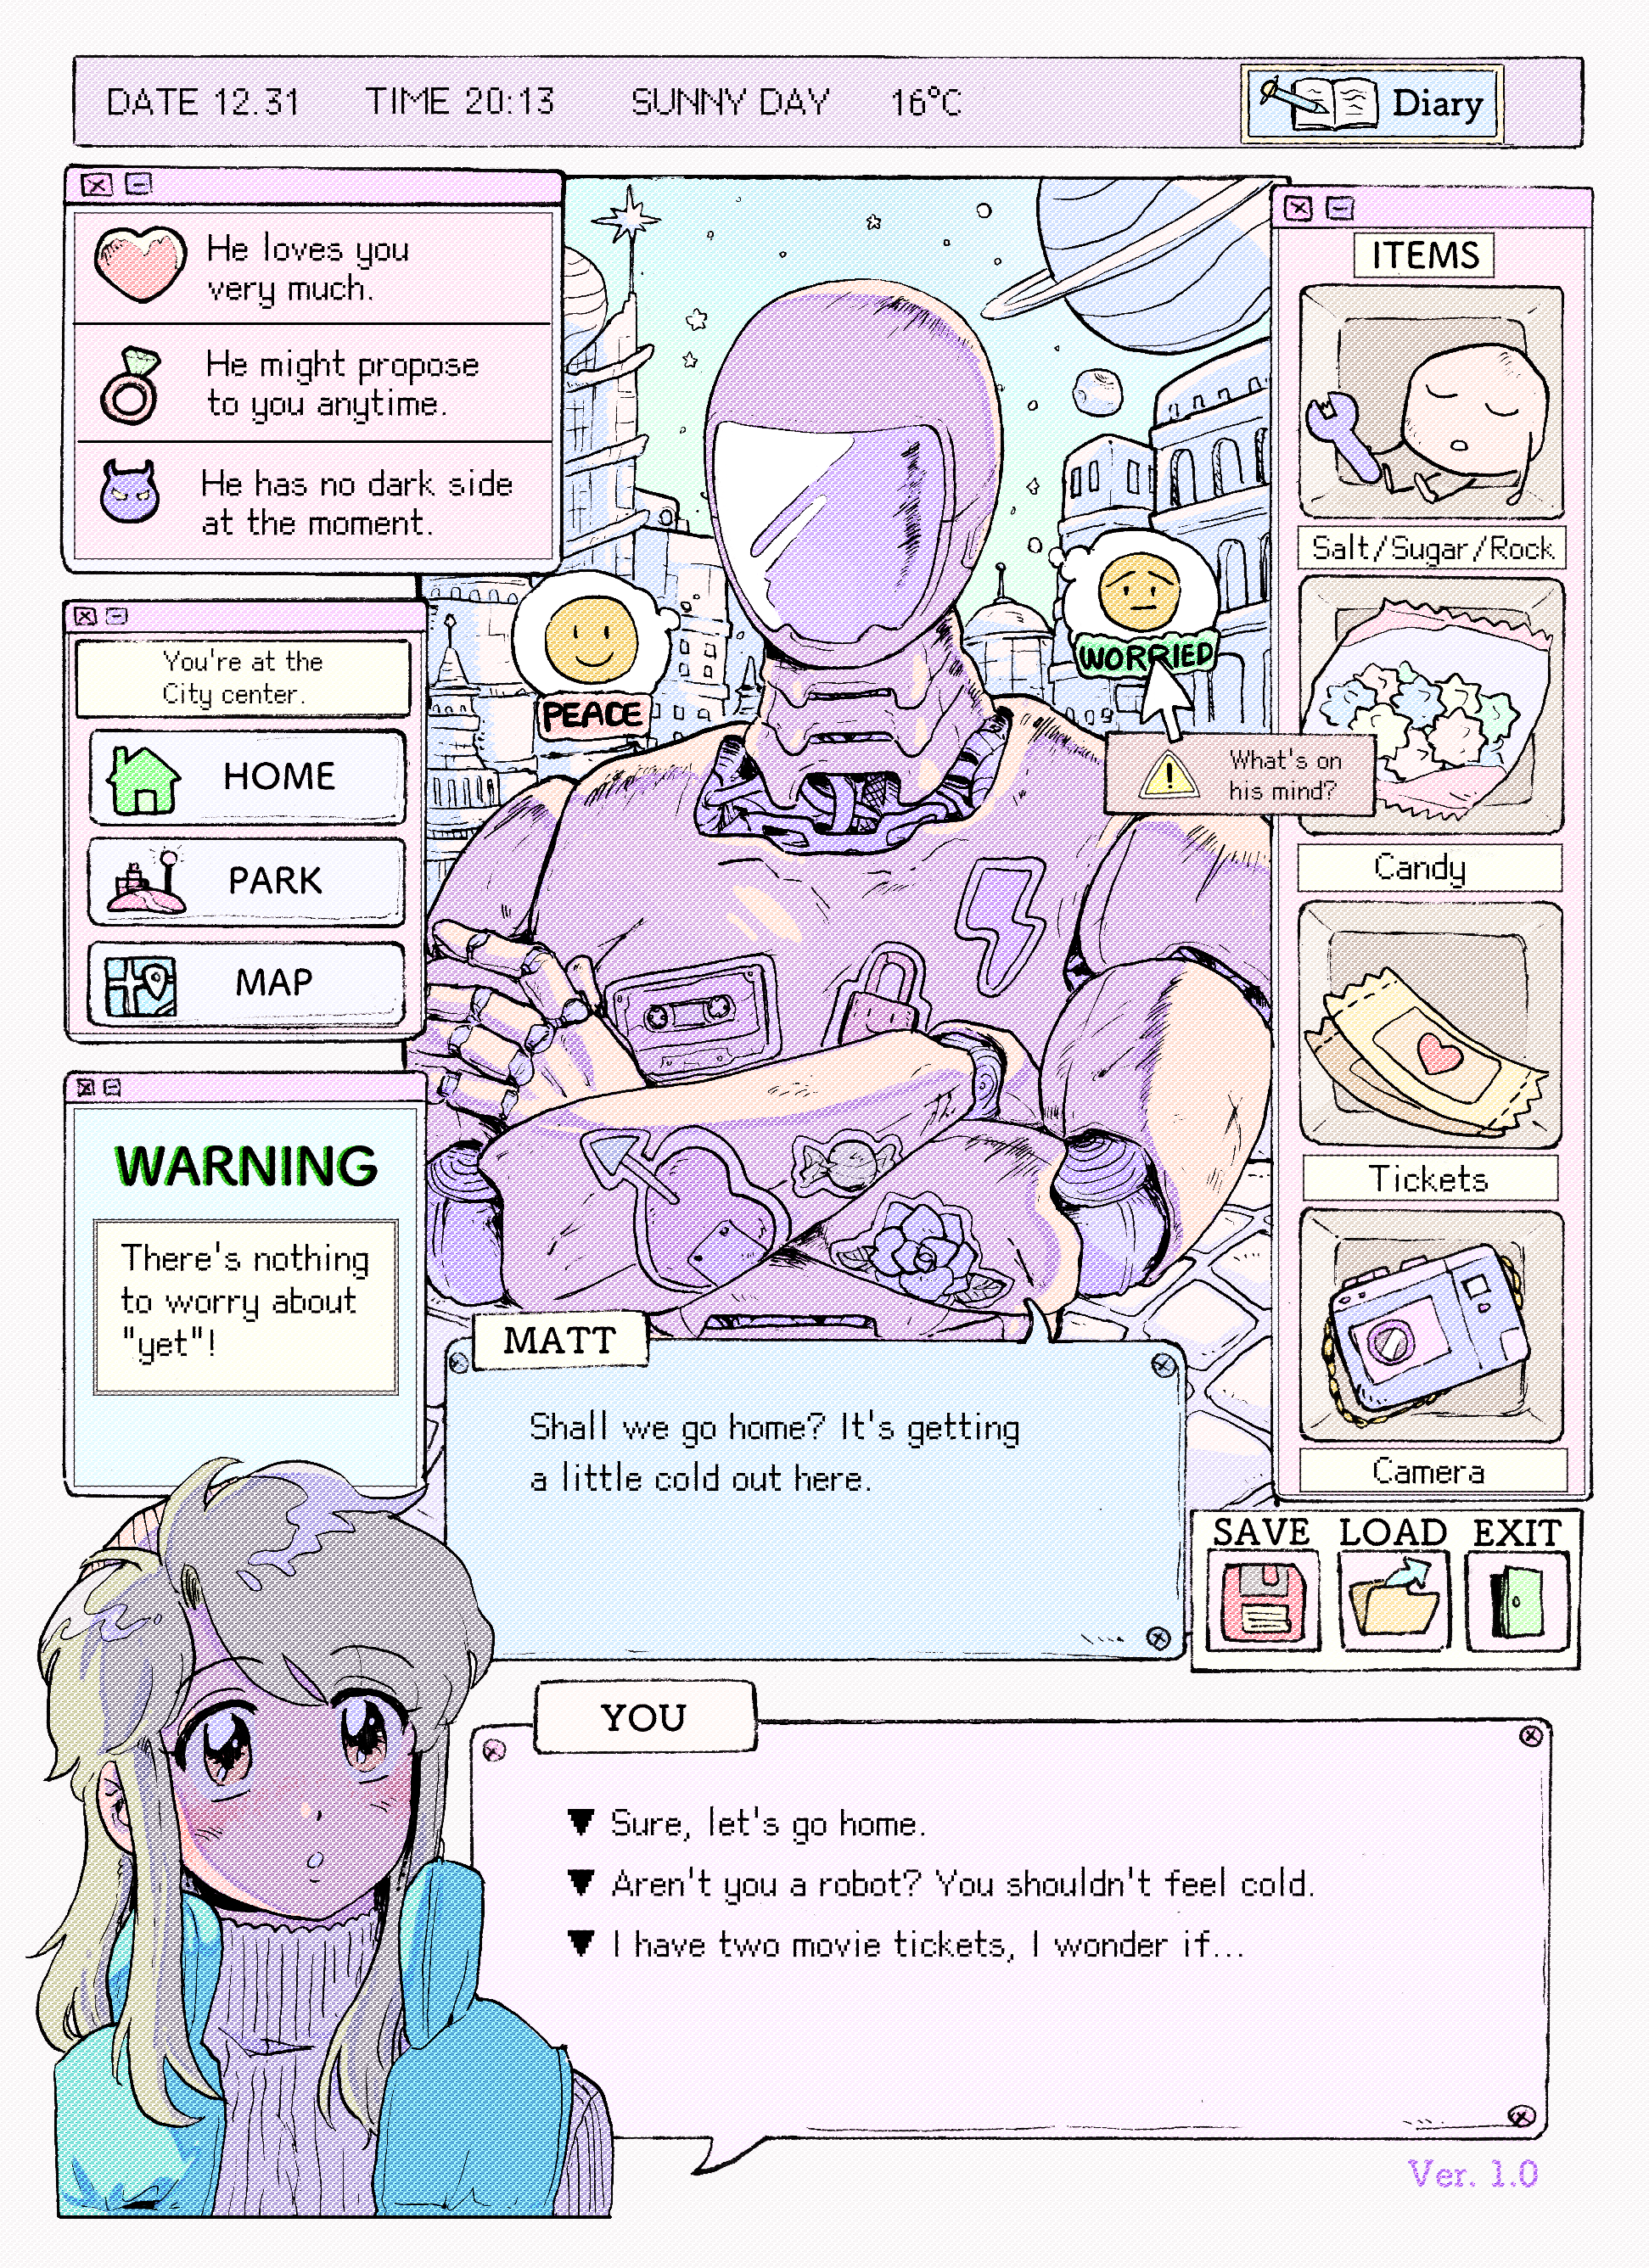 DATE 12.31 TIME 20:13 SUNNY DAY 16°C Diary
He loves you
very much.
He might propose
to you anytime.
He has no dark side
at the moment.
You're at the
City center.
HOME
PARK
MAP
WARNING
There's nothing
to worry about
"yet"!
PEACE
WORRIED
What's on
his mind?
ITEMS
Salt/Sugar/Rock
Candy
Tickets
Camera
MATT
Shall we go home? It's getting
a little cold out here.
SAVE LOAD EXIT
YOU
▼ Sure, let's go home.
▼ Aren't you a robot? You shouldn't feel cold.
▼ I have two movie tickets, I wonder if...
Ver. 1.0